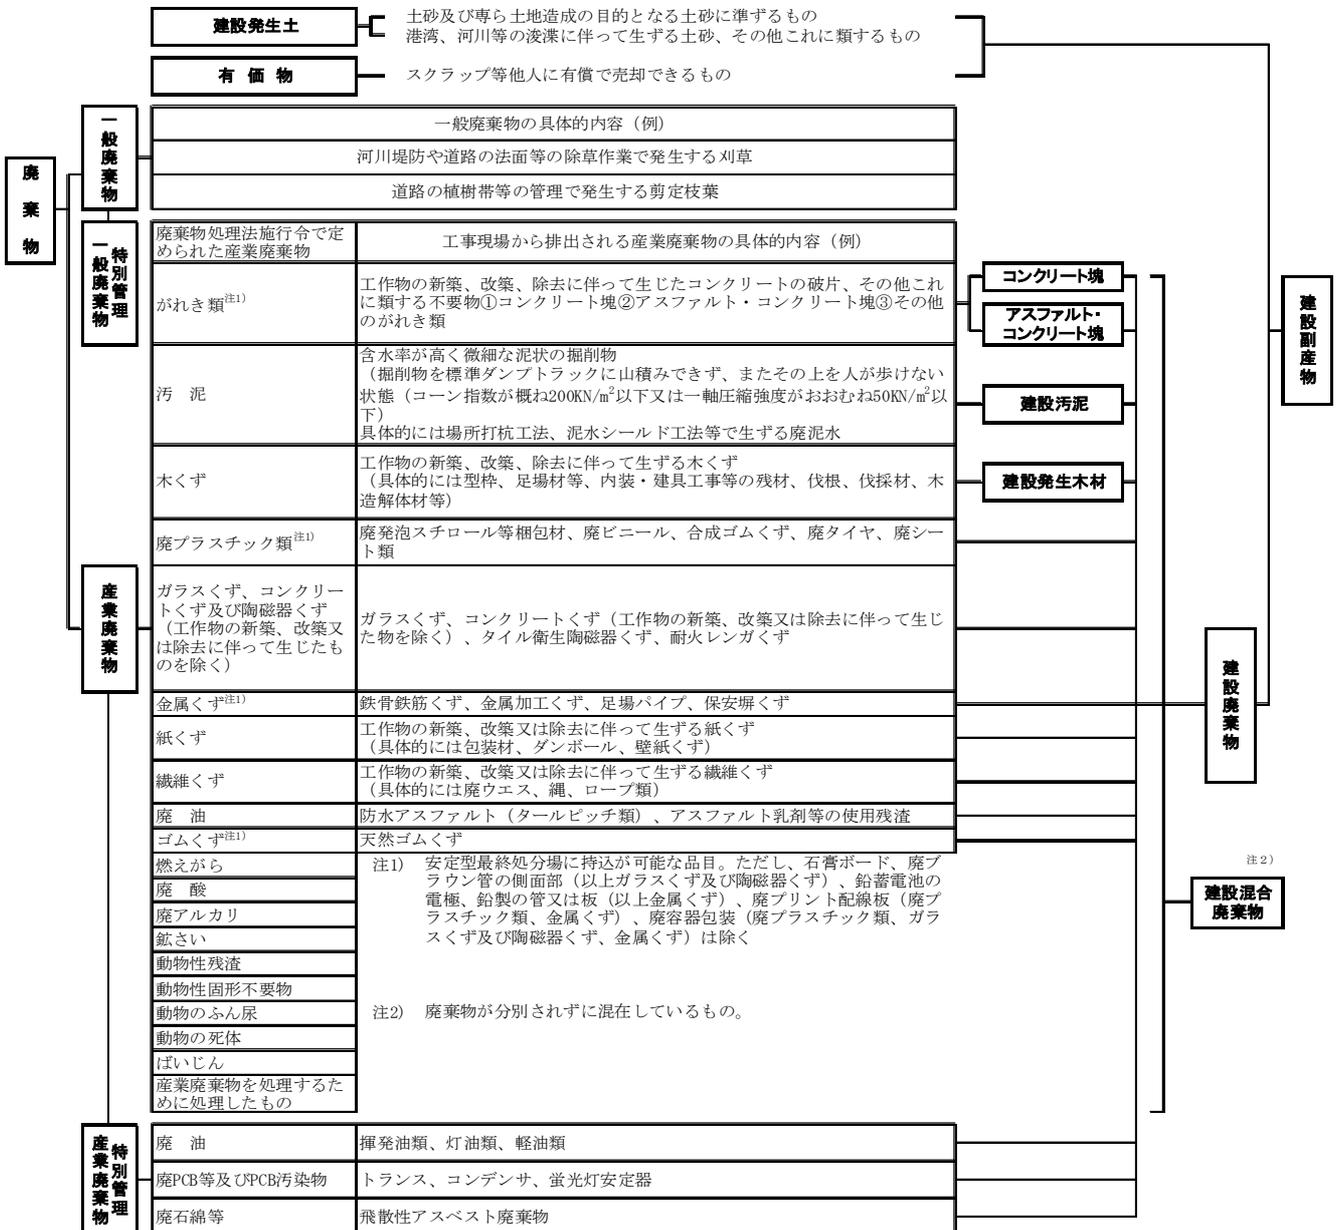 建設発生土
土砂及び専ら土地造成の目的となる土砂に準ずるもの
港湾、河川等の浚渫に伴って生ずる土砂、その他これに類するもの
有 価 物
スクラップ等他人に有償で売却できるもの
廃棄物
一般廃棄物
一般廃棄物の具体的内容（例）
河川堤防や道路の法面等の除草作業で発生する刈草
道路の植樹帯等の管理で発生する剪定枝葉
特別管理
一般廃棄物
廃棄物処理法施行令で定
められた産業廃棄物
工事現場から排出される産業廃棄物の具体的内容（例）
がれき類注1)
工作物の新築、改築、除去に伴って生じたコンクリートの破片、その他これ
に類する不要物①コンクリート塊②アスファルト・コンクリート塊③その他
のがれき類
コンクリート塊
アスファルト・
コンクリート塊
建設副産物
汚　泥
含水率が高く微細な泥状の掘削物
（掘削物を標準ダンプトラックに山積みできず、またその上を人が歩けない
状態（コーン指数が概ね200KN/㎡以下又は一軸圧縮強度がおおむね50KN/㎡以
下）
具体的には場所打杭工法、泥水シールド工法等で生ずる廃泥水
建設汚泥
木くず
工作物の新築、改築、除去に伴って生ずる木くず
（具体的には型枠、足場材等、内装・建具工事等の残材、伐根、伐採材、木
造解体材等）
建設発生木材
廃プラスチック類注1)
廃発泡スチロール等梱包材、廃ビニール、合成ゴムくず、廃タイヤ、廃シー
ト類
産業廃棄物
ガラスくず、コンクリー
トくず及び陶磁器くず
（工作物の新築、改築又
は除去に伴って生じたも
のを除く）
ガラスくず、コンクリートくず（工作物の新築、改築又は除去に伴って生じ
た物を除く）、タイル衛生陶磁器くず、耐火レンガくず
建設廃棄物
金属くず注1)
鉄骨鉄筋くず、金属加工くず、足場パイプ、保安塀くず
紙くず
工作物の新築、改築又は除去に伴って生ずる紙くず
（具体的には包装材、ダンボール、壁紙くず）
繊維くず
工作物の新築、改築又は除去に伴って生ずる繊維くず
（具体的には廃ウエス、縄、ロープ類）
廃　油
防水アスファルト（タールピッチ類）、アスファルト乳剤等の使用残渣
ゴムくず注1)
天然ゴムくず
燃えがら
廃　酸
廃アルカリ
鉱さい
動物性残渣
動物性固形不要物
動物のふん尿
動物の死体
ばいじん
産業廃棄物を処理するた
めに処理したもの
注1)　安定型最終処分場に持込が可能な品目。ただし、石膏ボード、廃ブ
ラウン管の側面部（以上ガラスくず及び陶磁器くず）、鉛蓄電池の
電極、鉛製の管又は板（以上金属くず）、廃プリント配線板（廃プ
ラスチック類、金属くず）、廃容器包装（廃プラスチック類、ガラ
スくず及び陶磁器くず、金属くず）は除く
注2)　廃棄物が分別されずに混在しているもの。
注2)
建設混合
廃棄物
特別管理
産業廃棄物
廃　油
揮発油類、灯油類、軽油類
廃PCB等及びPCB汚染物
トランス、コンデンサ、蛍光灯安定器
廃石綿等
飛散性アスベスト廃棄物